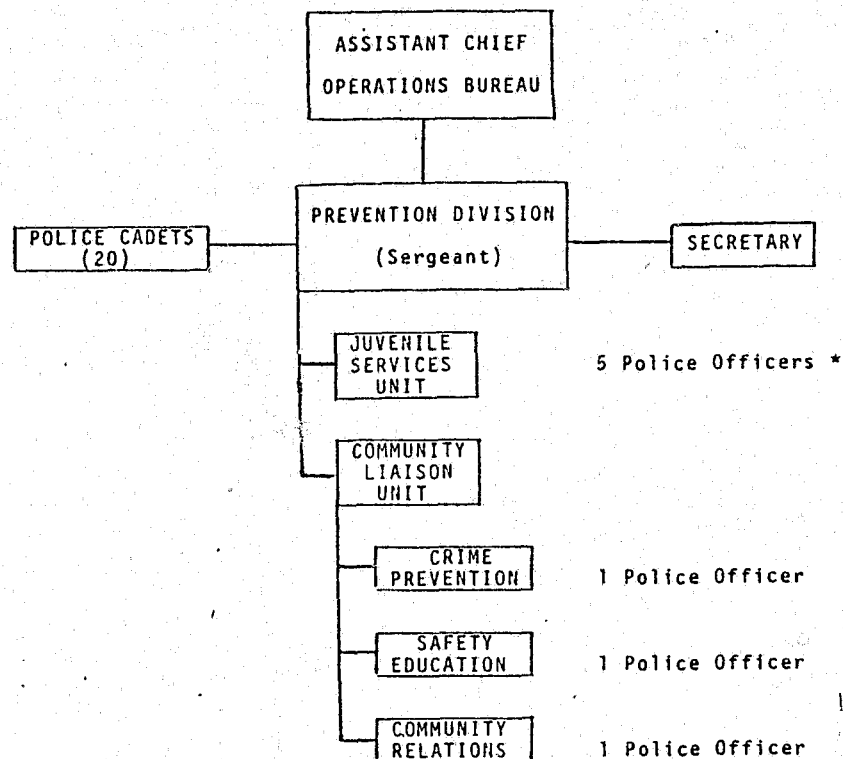 ASSISTANT CHIEF
OPERATIONS BUREAU
PREVENTION DIVISION
(Sergeant)
POLICE CADETS
(20)
SECRETARY
JUVENILE
SERVICES
UNIT
5 Police Officers *
COMMUNITY
LIAISON
UNIT
CRIME
PREVENTION
1 Police Officer
SAFETY
EDUCATION
1 Police Officer
COMMUNITY
RELATIONS
1 Police Officer